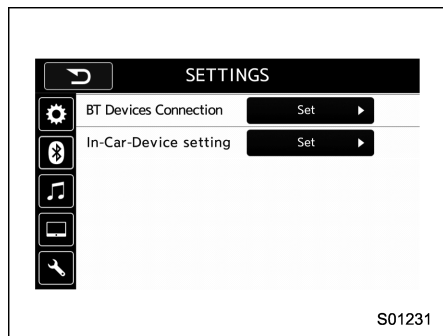 SETTINGS
BT Devices Connection Set
In-Car-Device setting Set
S01231